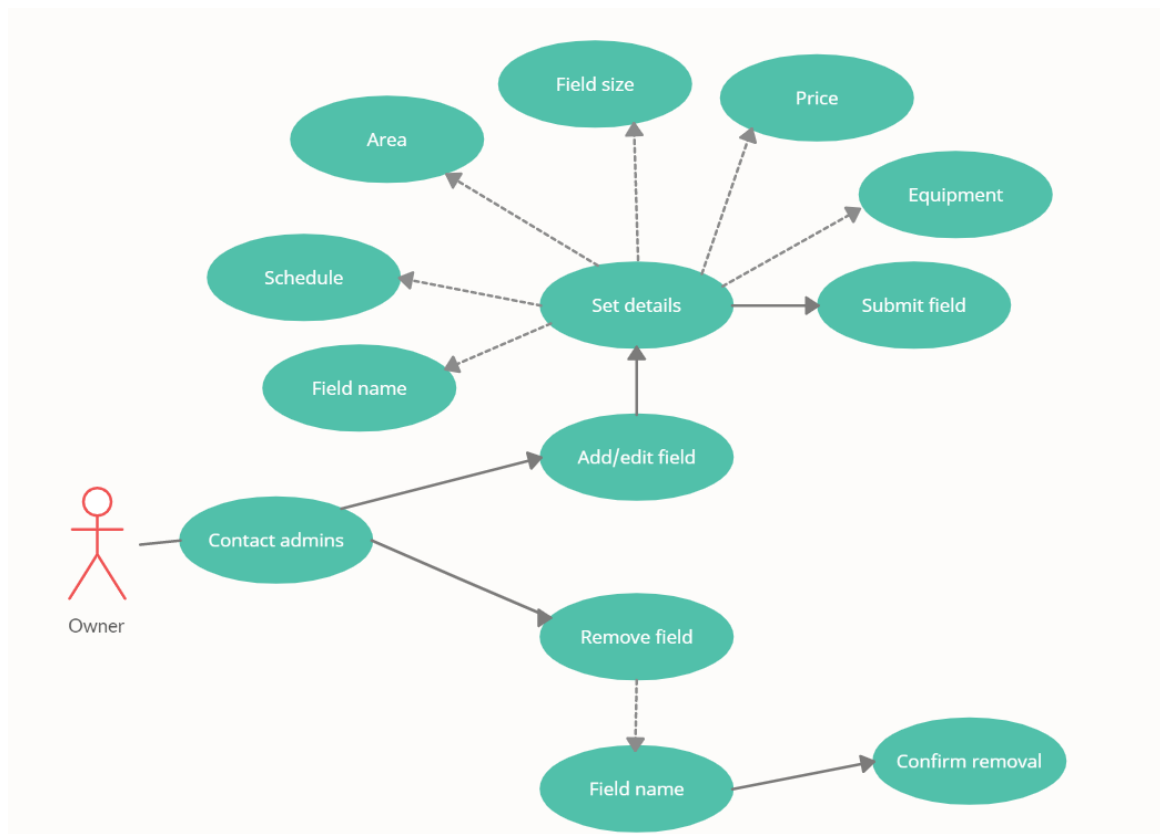 Field size
Price
Area
Equipment
Schedule
Set details
Submit field
Field name
Add/edit field
Contact admins
Owner
Remove field
Confirm removal
Field name